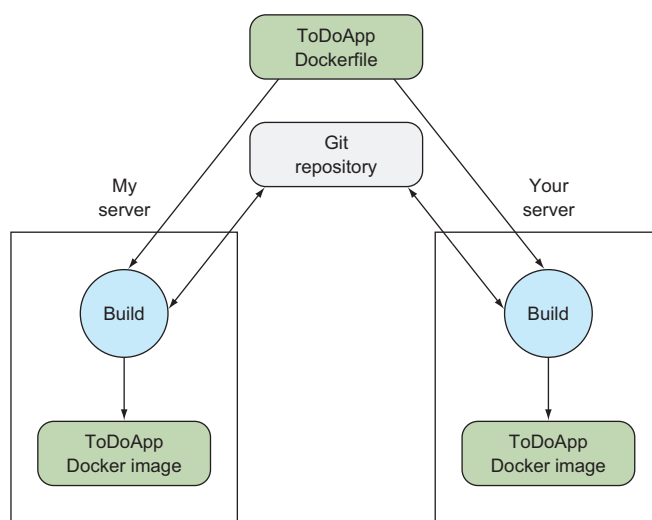 ToDoApp
Dockerfile
Git
repository
My
server
Your
server
Build
Build
ToDoApp
Docker image
ToDoApp
Docker image